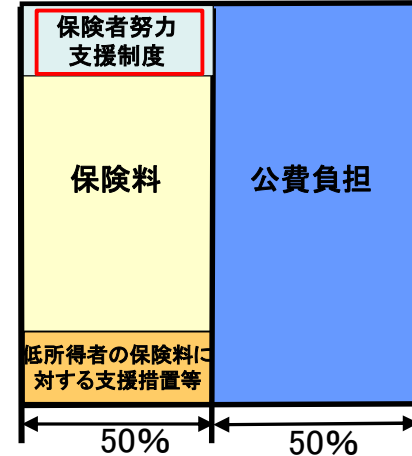 保険者努力
支援制度
保険料
公費負担
低所得者の保険料に
対する支援措置等
50%
50%